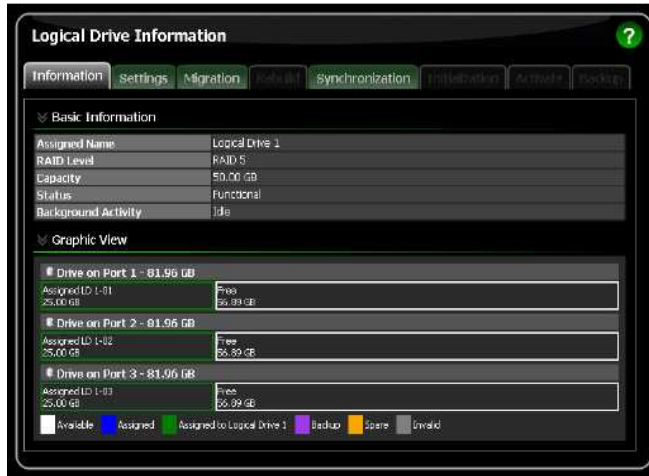 Logical Drive Information
?
Information Settings Migration Rebuild Synchronization Initialization Activate Backup
Basic Information
Assigned Name Logical Drive 1
RAID Level RAID 5
Capacity 50.00 GB
Status Functional
Background Activity Idle
Graphic View
Drive on Port 1 - 81.96 GB
Assigned LD 1-01 Free
25.00 GB 56.89 GB
Drive on Port 2 - 81.96 GB
Assigned LD 1-02 Free
25.00 GB 56.89 GB
Drive on Port 3 - 81.96 GB
Assigned LD 1-03 Free
25.00 GB 56.89 GB
Available Assigned Assigned to Logical Drive 1 Backup Spare Invalid